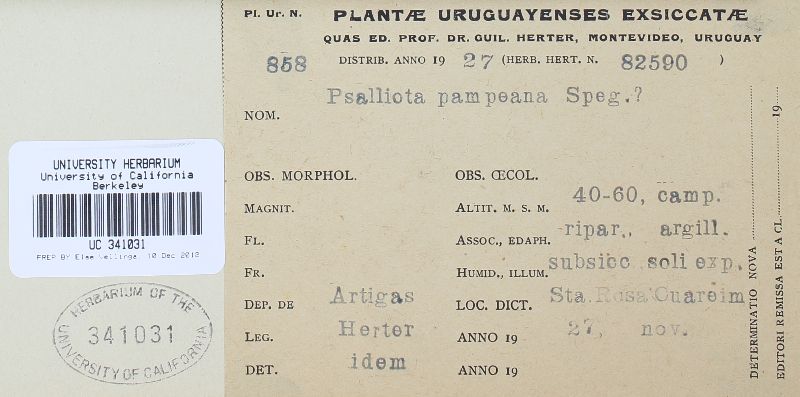 Pl. Ur. N. PLANTÆ URUGUAYENSES EXSICCATÆ
QUAS ED. PROF. DR. GUIL. HERTER, MONTEVIDEO, URUGUAY
858 DISTRIB. ANNO 19 27 (HERB. HERT. N. 82590 )
Psalliota pampeana Speg.?
NOM.
OBS. MORPHOL. OBS. ŒCOL.
MAGNIT. ALTIT. M. S. M. 40-60, camp.
FL. ASSOC., EDAPH. ripar., argill.
FR. HUMID., ILLUM. subsicc soli exp.
DEP. DE Artigas LOC. DICT. Sta. Rosa Cuareim
LEG. Herter ANNO 19 27, nov.
DET. idem ANNO 19
DETERMINATIO NOVA
EDITORI REMISSA EST A CL. 19
UNIVERSITY HERBARIUM
University of California
Berkeley
UC 341031
PREP BY Else Vellinga, 10 Dec 2012
HERBARIUM OF THE
341031
UNIVERSITY OF CALIFORNIA